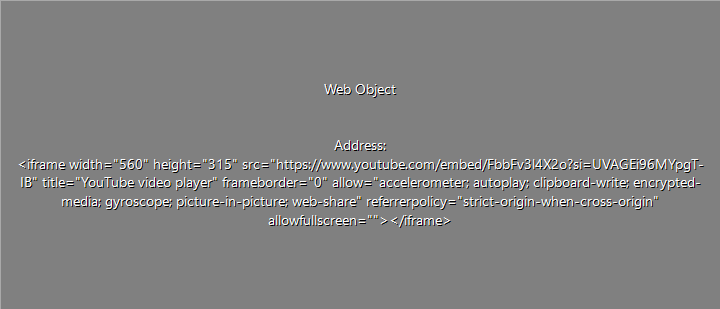 Web Object
Address:
<iframe width="560" height="315" src="https://www.youtube.com/embed/FbbFv3I4X2o?si=UVAGEi96MYpgT-
IB" title="YouTube video player" frameborder="0" allow="accelerometer; autoplay; clipboard-write; encrypted-
media; gyroscope; picture-in-picture; web-share" referrerpolicy="strict-origin-when-cross-origin"
allowfullscreen=""></iframe>